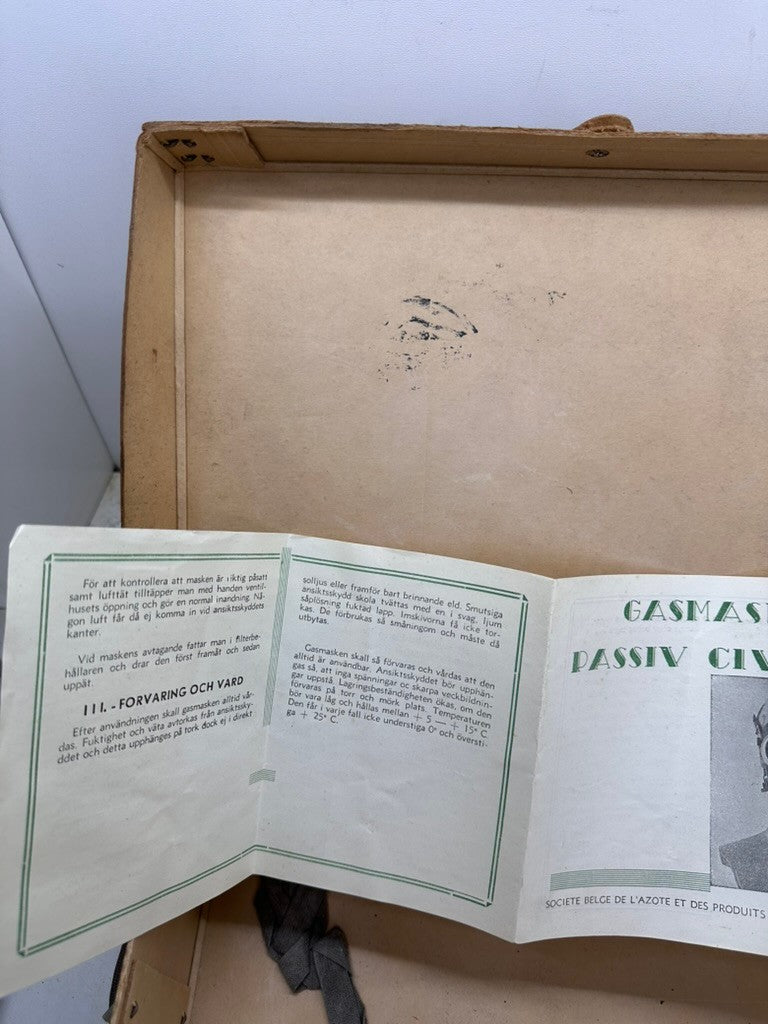 För att kontrollera att masken är riktig påsatt
samt lufttät tilltäpper man med handen ventil-
husets öppning och gör en normal inandning. Nå-
gon luft får då ej komma in vid ansiktsskyddets
kanter.
Vid maskens avtagande fattar man i filterbe-
hållaren och drar den först framåt och sedan
uppåt.
III. - FORVARING OCH VARD
Efter användningen skall gasmasken alltid vår-
das. Fuktighet och väta avtorkas från ansiktssky-
ddet och detta upphänges på tork dock ej i direkt
solljus eller framför bart brinnande eld. Smutsiga
ansiktsskydd skola tvättas med en i svag, ljum
såplösning fuktad lapp. Imskivorna få icke tor-
kas. De förbrukas så småningom och måste då
utbytas.
Gasmasken skall så förvaras och vårdas att den
alltid är användbar. Ansiktsskyddet bör upphän-
gas så, att inga spänningar oc skarpa veckbildnin-
gar uppstå. Lagringsbeständigheten ökas, om den
förvaras på torr och mörk plats. Temperaturen
bör vara låg och hållas mellan + 5 — + 15° C.
Den får i varje fall icke understiga 0° och översti-
ga + 25° C.
GASMAS
PASSIV CIV
SOCIETE BELGE DE L'AZOTE ET DES PRODUITS